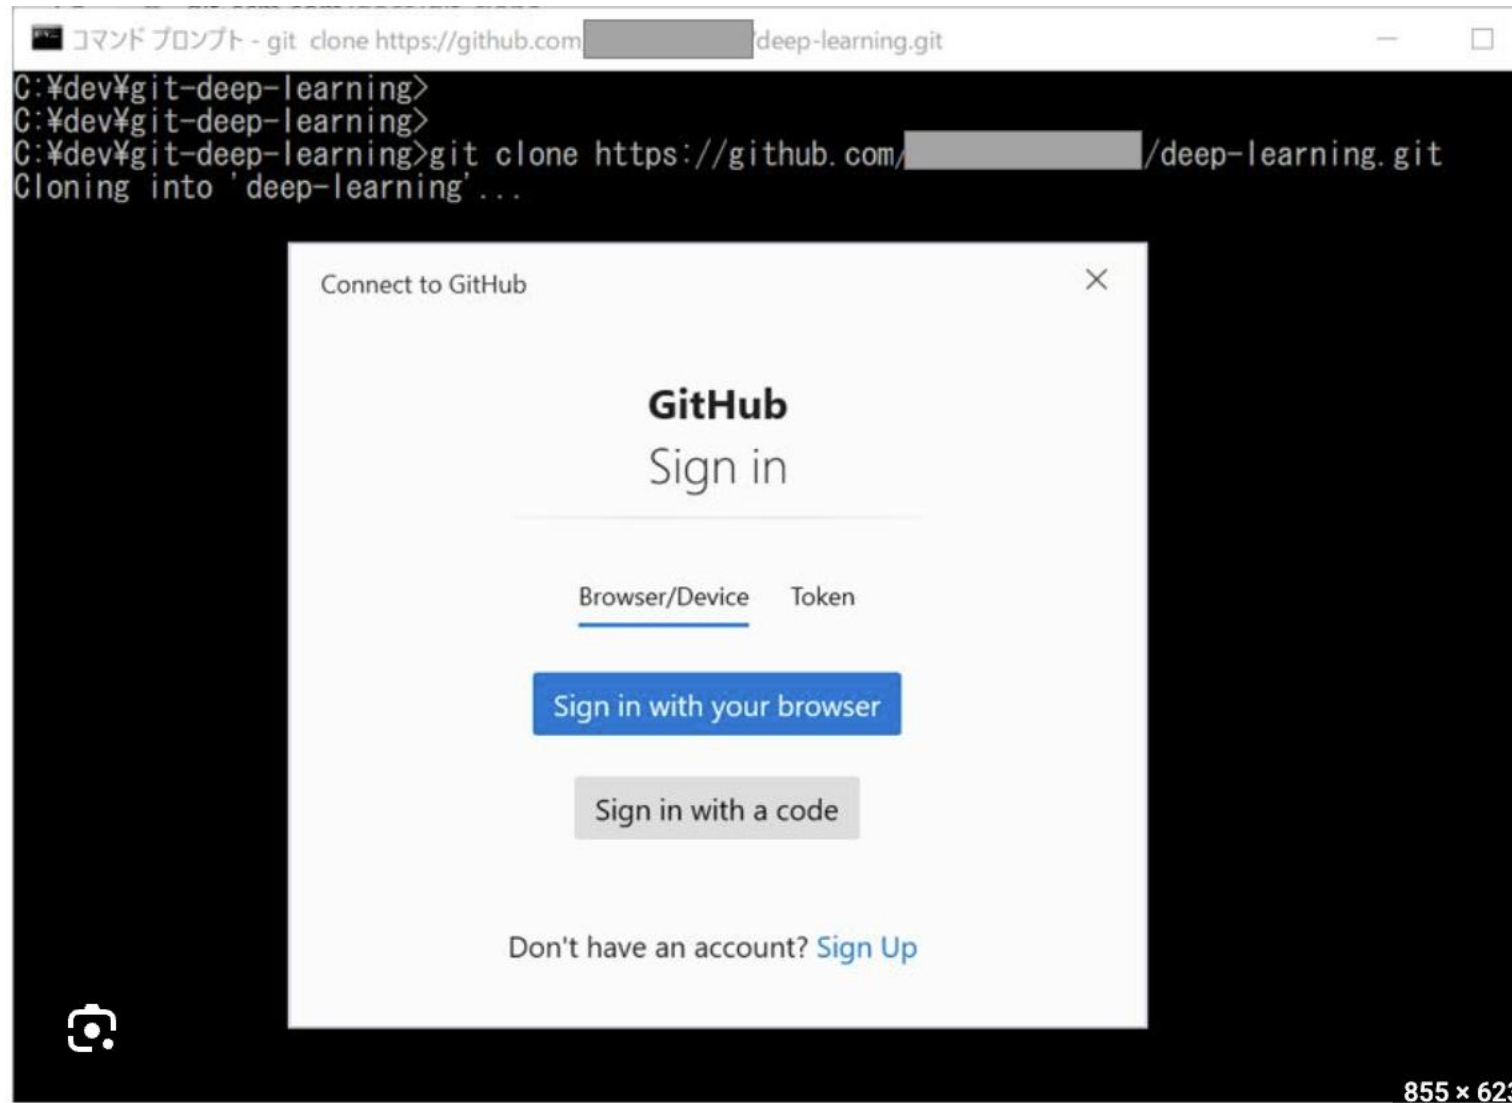 コマンド プロンプト - git  clone https://github.com /deep-learning.git
C:¥dev¥git-deep-learning>
C:¥dev¥git-deep-learning>
C:¥dev¥git-deep-learning>git clone https://github.com/ /deep-learning.git
Cloning into 'deep-learning'...
Connect to GitHub
GitHub
Sign in
Browser/Device Token
Sign in with your browser
Sign in with a code
Don't have an account? Sign Up